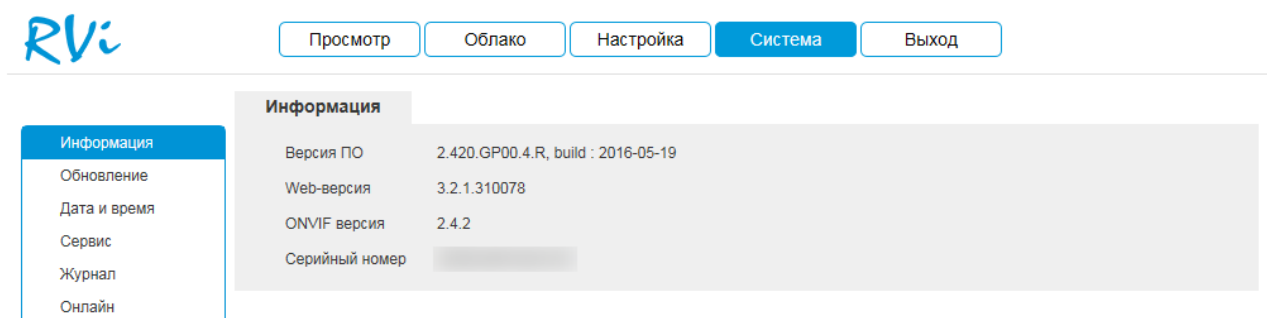 RVi
Просмотр Облако Настройка Система Выход
Информация
Информация
Обновление
Дата и время
Сервис
Журнал
Онлайн
Версия ПО 2.420.GP00.4.R, build : 2016-05-19
Web-версия 3.2.1.310078
ONVIF версия 2.4.2
Серийный номер